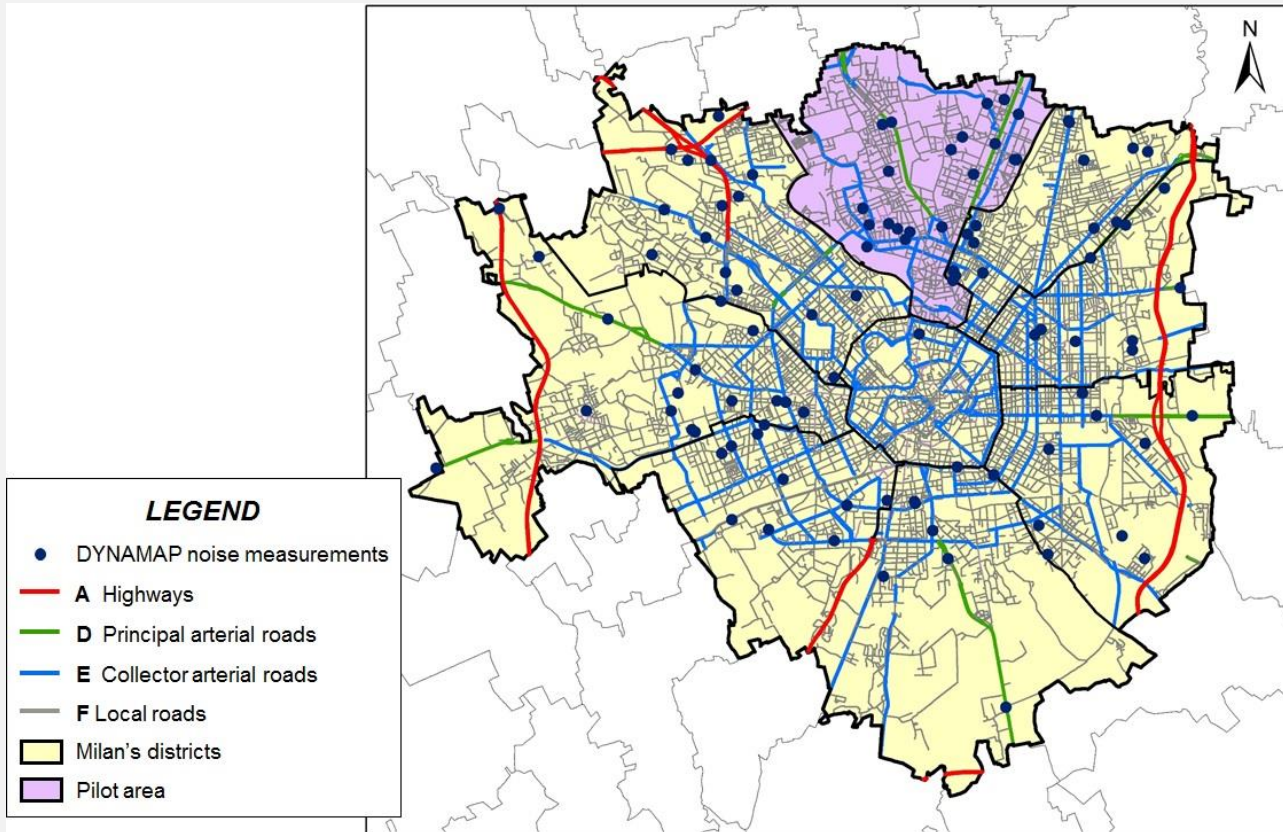 N
LEGEND
DYNAMAP noise measurements
A Highways
D Principal arterial roads
E Collector arterial roads
F Local roads
Milan's districts
Pilot area